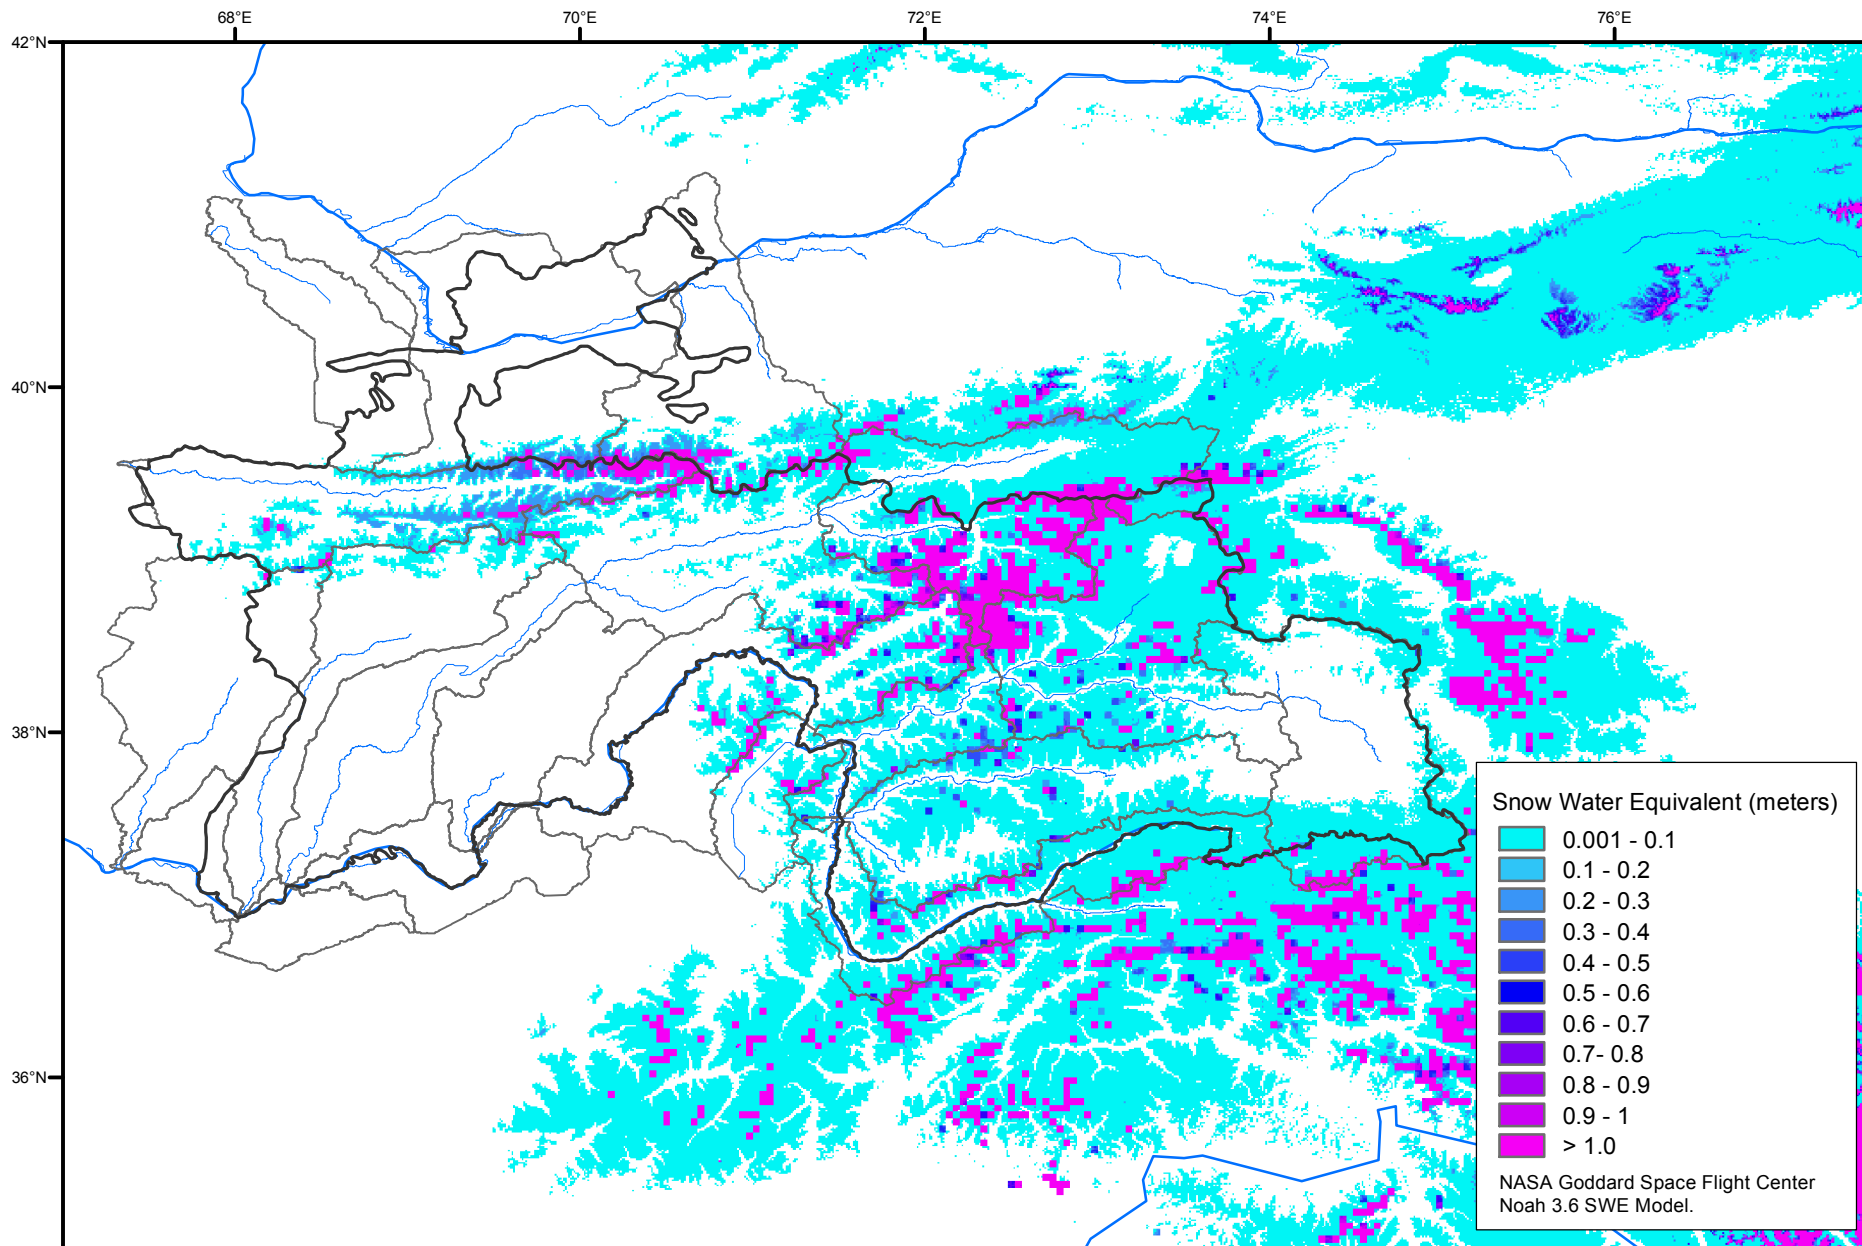 68°E
70°E
72°E
74°E
76°E
42°N
40°N
38°N
36°N
Snow Water Equivalent (meters)
0.001 - 0.1
0.1 - 0.2
0.2 - 0.3
0.3 - 0.4
0.4 - 0.5
0.5 - 0.6
0.6 - 0.7
0.7- 0.8
0.8 - 0.9
0.9 - 1
> 1.0
NASA Goddard Space Flight Center
Noah 3.6 SWE Model.